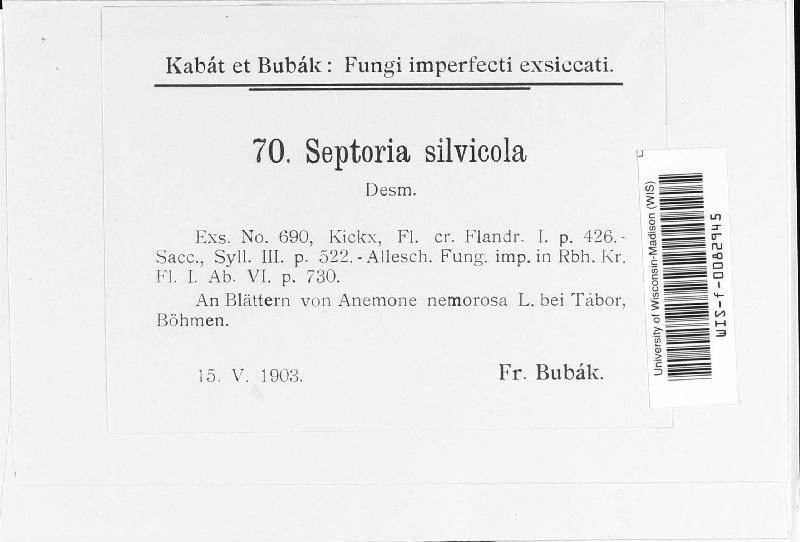 Kabát et Bubák: Fungi imperfecti exsiccati.
70. Septoria silvicola
Desm.
Exs. No. 690, Kickx, Fl. cr. Flandr. I. p. 426.-
Sacc., Syll. III. p. 522.-Allesch. Fung. imp. in Rbh. Kr.
Fl. I. Ab. VI. p. 730.
An Blättern von Anemone nemorosa L. bei Tábor,
Böhmen.
15. V. 1903.
Fr. Bubák.
University of Wisconsin-Madison (WIS)
WIS-f-0082945